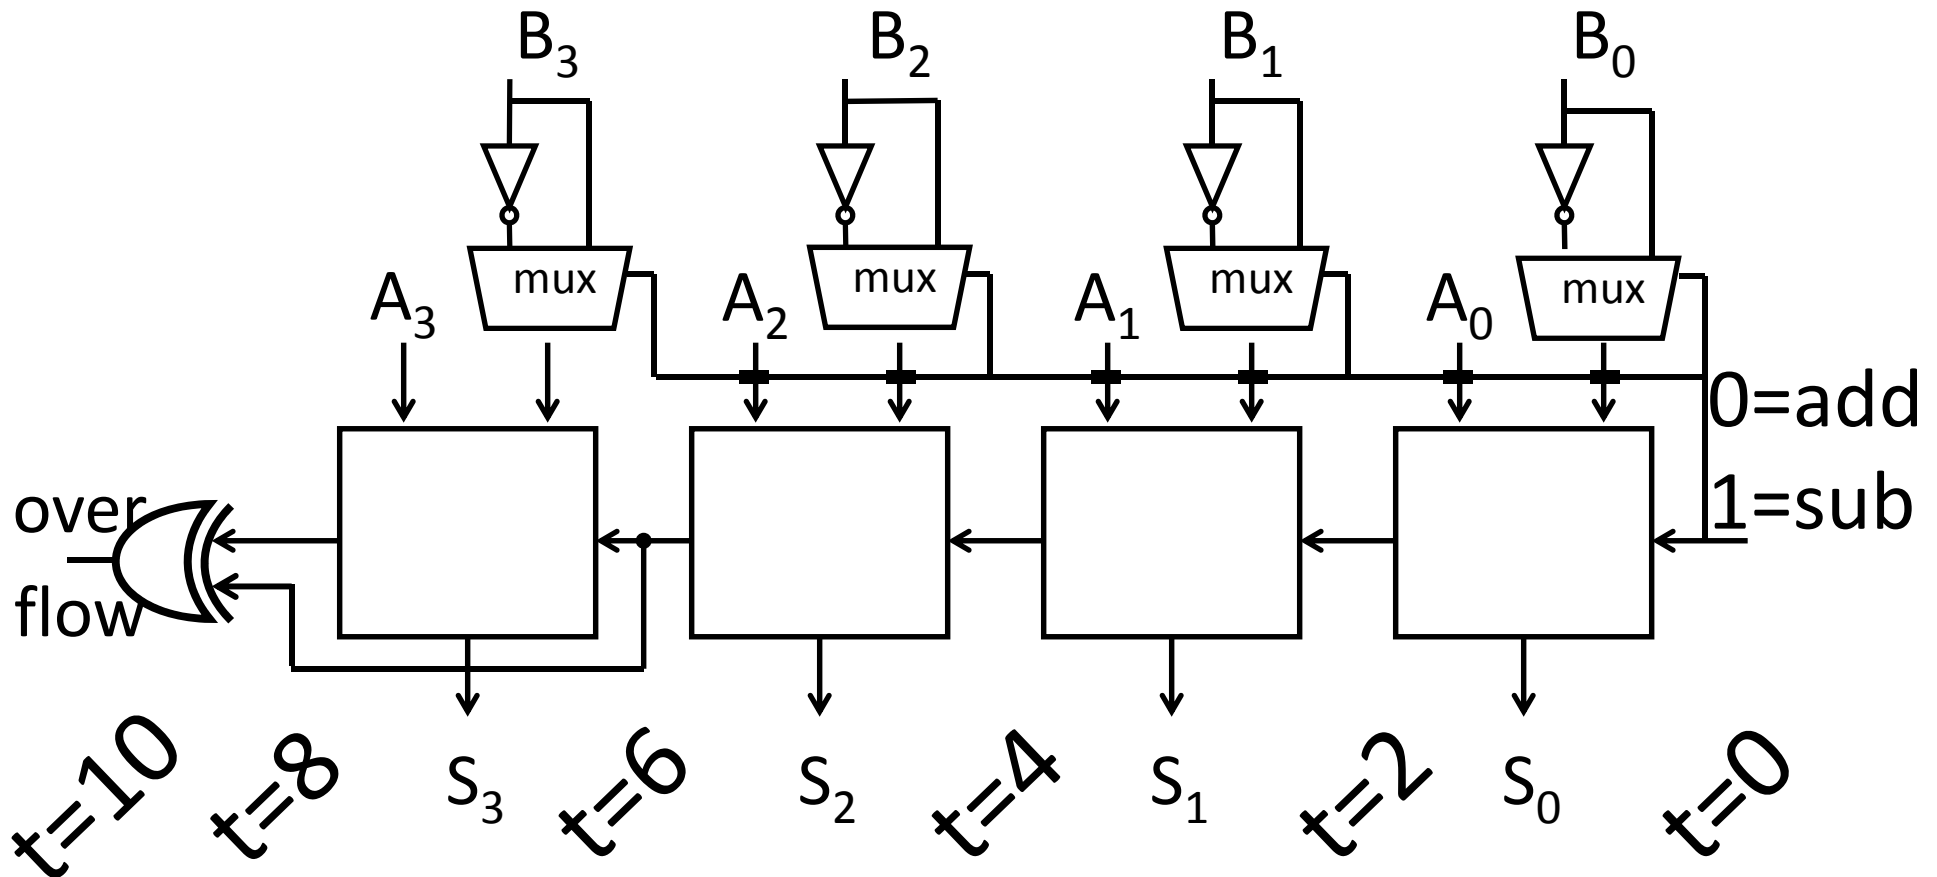 B₃ B₂ B₁ B₀
mux mux mux mux
A₃ A₂ A₁ A₀
0=add
1=sub
over
flow
S₃ S₂ S₁ S₀
t=10 t=8 t=6 t=4 t=2 t=0